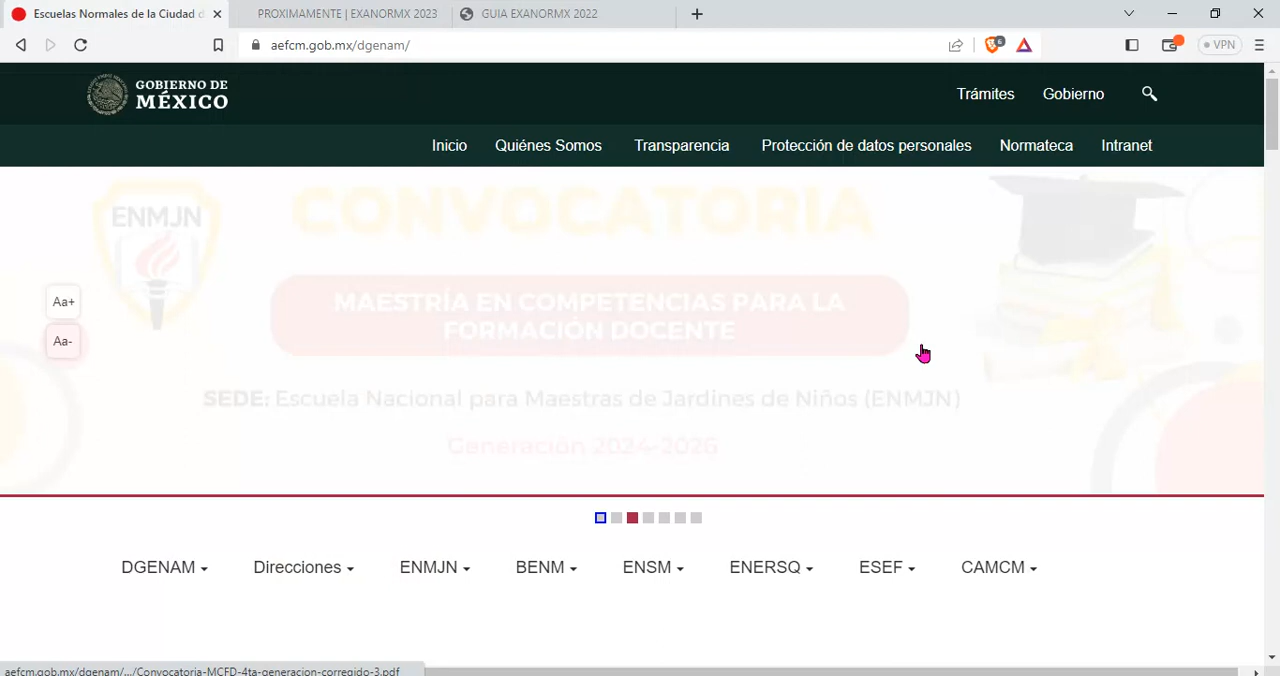 Escuelas Normales de la Ciudad d
PROXIMAMENTE | EXANORMX 2023
GUIA EXANORMX 2022
aefcm.gob.mx/dgenam/
6
VPN
GOBIERNO DE
MÉXICO
Trámites
Gobierno
Inicio
Quiénes Somos
Transparencia
Protección de datos personales
Normateca
Intranet
ENMJN
CONVOCATORIA
MAESTRÍA EN COMPETENCIAS PARA LA
FORMACIÓN DOCENTE
SEDE: Escuela Nacional para Maestras de Jardines de Niños (ENMJN)
Generación 2024-2026
Aa+
Aa-
DGENAM
Direcciones
ENMJN
BENM
ENSM
ENERSQ
ESEF
CAMCM
aefcm.gob.mx/dgenam/.../Convocatoria-MCFD-4ta-generacion-corregido-3.pdf